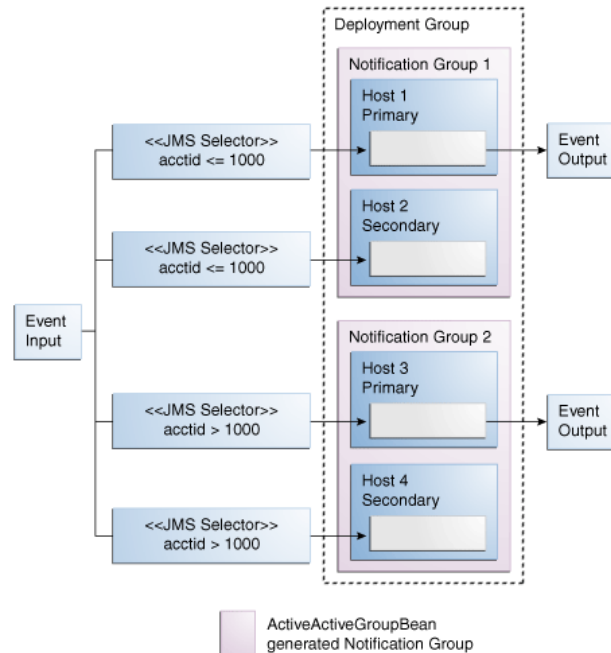 Deployment Group
Notification Group 1
Host 1
Primary
<<JMS Selector>>
acctid <= 1000
Event
Output
Host 2
Secondary
<<JMS Selector>>
acctid <= 1000
Event
Input
Notification Group 2
Host 3
Primary
<<JMS Selector>>
acctid > 1000
Event
Output
Host 4
Secondary
<<JMS Selector>>
acctid > 1000
ActiveActiveGroupBean
generated Notification Group